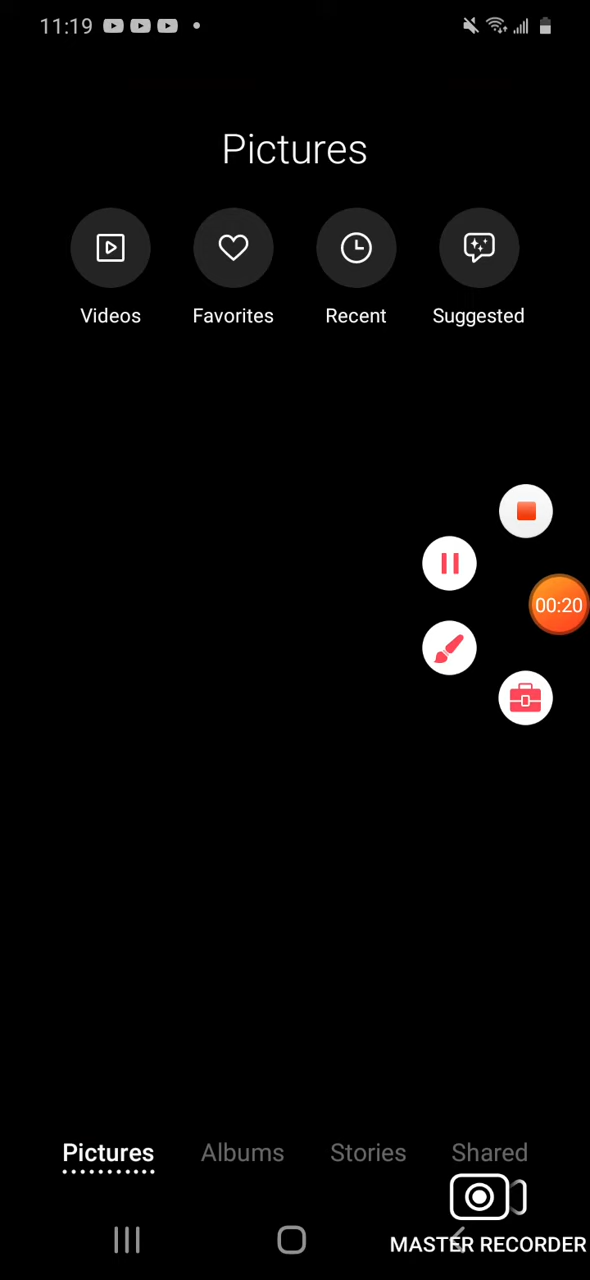 11:19
Pictures
Videos Favorites Recent Suggested
00:20
Pictures Albums Stories Shared
MASTER RECORDER